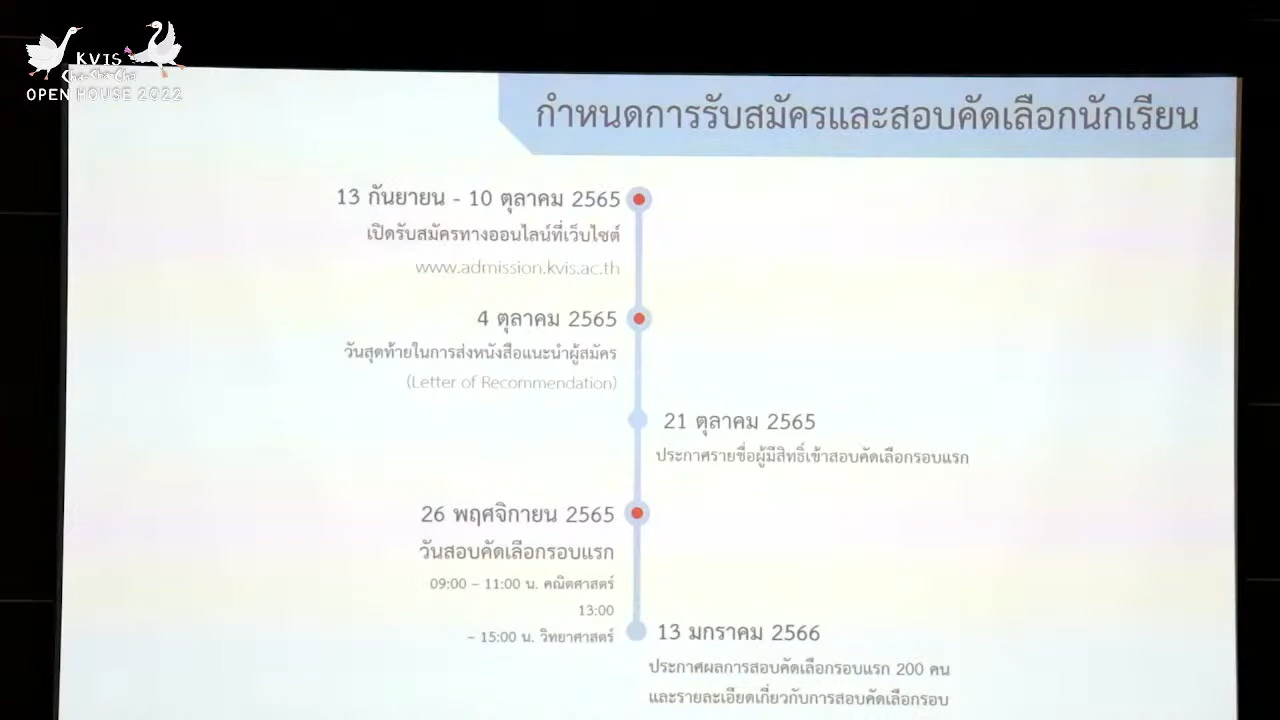 KVIS
Cha-Cha-Cha
OPEN HOUSE 2022
กำหนดการรับสมัครและสอบคัดเลือกนักเรียน
13 กันยายน - 10 ตุลาคม 2565
เปิดรับสมัครทางออนไลน์ที่เว็บไซต์
www.admission.kvis.ac.th
4 ตุลาคม 2565
วันสุดท้ายในการส่งหนังสือแนะนำผู้สมัคร
(Letter of Recommendation)
21 ตุลาคม 2565
ประกาศรายชื่อผู้มีสิทธิ์เข้าสอบคัดเลือกรอบแรก
26 พฤศจิกายน 2565
วันสอบคัดเลือกรอบแรก
09:00 – 11:00 น. คณิตศาสตร์
13:00
– 15:00 น. วิทยาศาสตร์
13 มกราคม 2566
ประกาศผลการสอบคัดเลือกรอบแรก 200 คน
และรายละเอียดเกี่ยวกับการสอบคัดเลือกรอบ